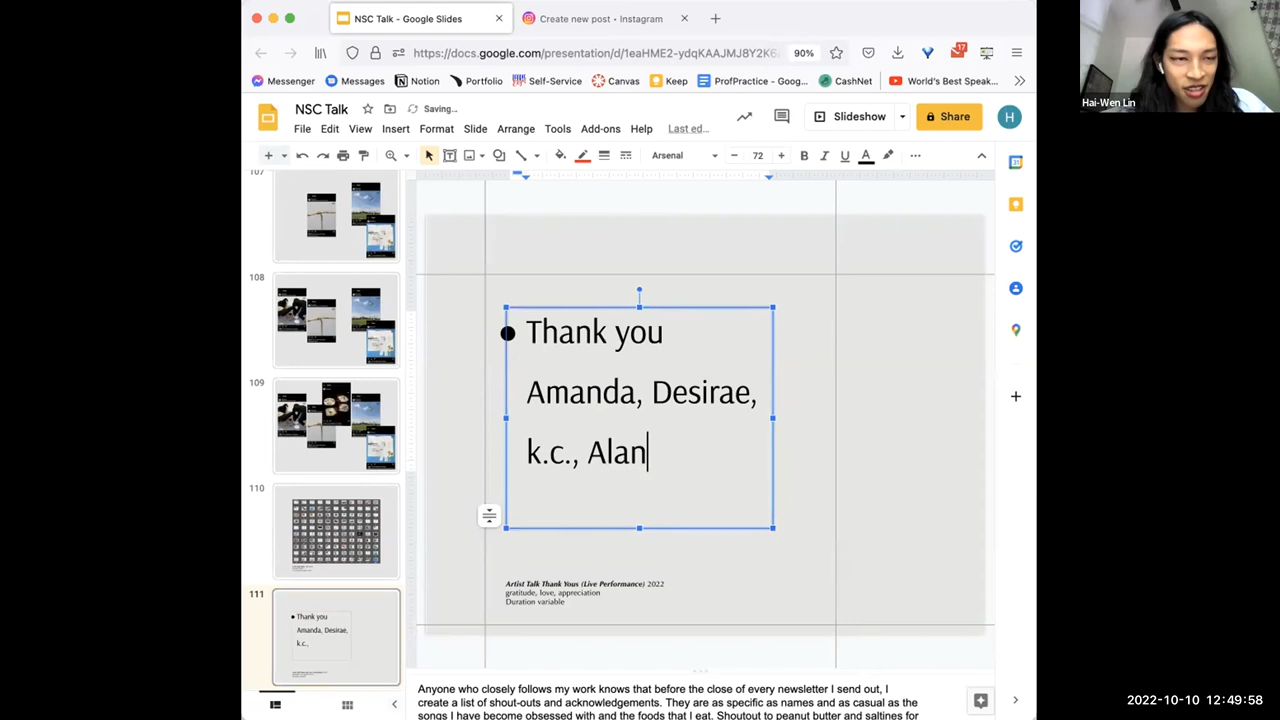 NSC Talk - Google Slides
Create new post • Instagram
https://docs.google.com/presentation/d/1eaHME2-ydqKAAJMJ8Y2K6
90%
17
Messenger
Messages
Notion
Self-Service
Canvas
Keep
ProfPractice - Goog...
CashNet
World's Best Speak...
Hai-Wen Lin
NSC Talk
Saving...
File Edit View Insert Format Slide Arrange Tools Add-ons Help Last ed...
Slideshow
Share
H
Arsenal
72
B I U A
107
108
109
110
111
Thank you
Amanda, Desirae,
k.c.,
Thank you
Amanda, Desirae,
k.c., Alan
Artist Talk Thank Yous (Live Performance) 2022
gratitude, love, appreciation
Duration variable
Anyone who closely follows my work knows that before the close of every newsletter I send out, I
create a list of shout-outs and acknowledgements. They are as specific as names and as casual as the
songs I have become obsessed with and the foods that I eat. Shoutout to peanut butter and saltines for
2022-10-10 12:49:58